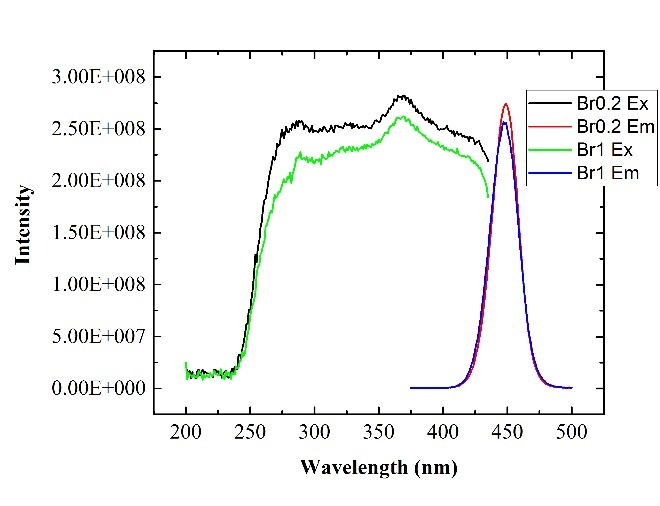 3.00E+008
2.50E+008
2.00E+008
1.50E+008
1.00E+008
5.00E+007
0.00E+000
Intensity
200 250 300 350 400 450 500
Wavelength (nm)
Br0.2 Ex
Br0.2 Em
Br1 Ex
Br1 Em